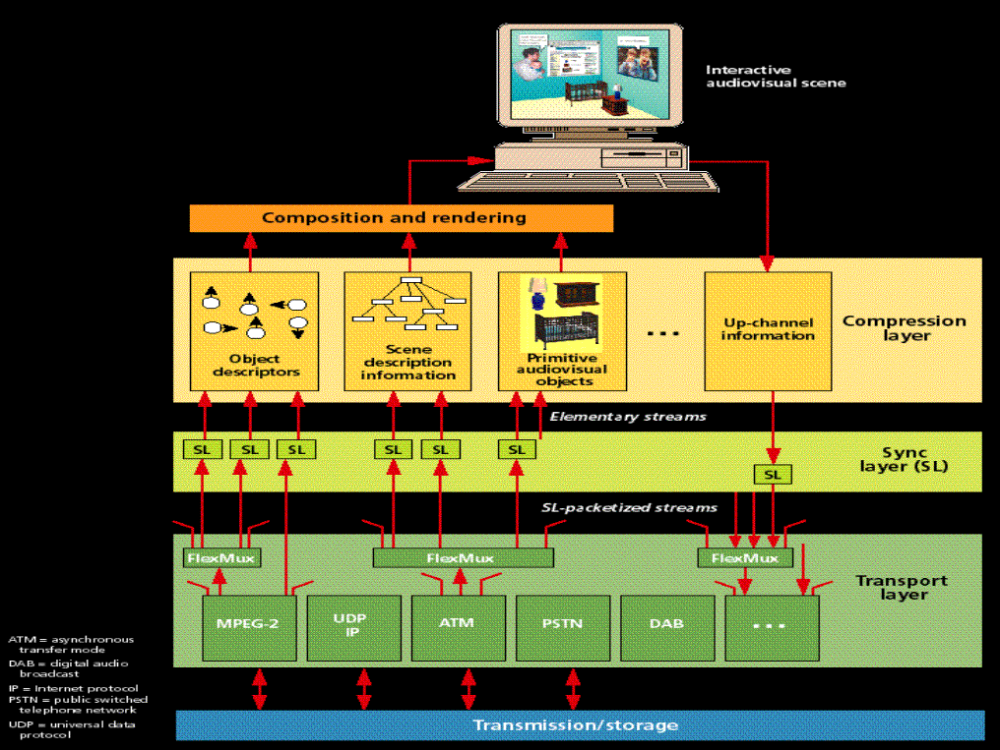 Interactive
audiovisual scene
Composition and rendering
Object
descriptors
Scene
description
information
Primitive
audiovisual
objects
...
Up-channel
information
Compression
layer
Elementary streams
SL
SL
SL
SL
SL
SL
SL
Sync
layer (SL)
SL-packetized streams
FlexMux
FlexMux
FlexMux
Transport
layer
MPEG-2
UDP
IP
ATM
PSTN
DAB
...
ATM = asynchronous
transfer mode
DAB = digital audio
broadcast
IP = Internet protocol
PSTN = public switched
telephone network
UDP = universal data
protocol
Transmission/storage